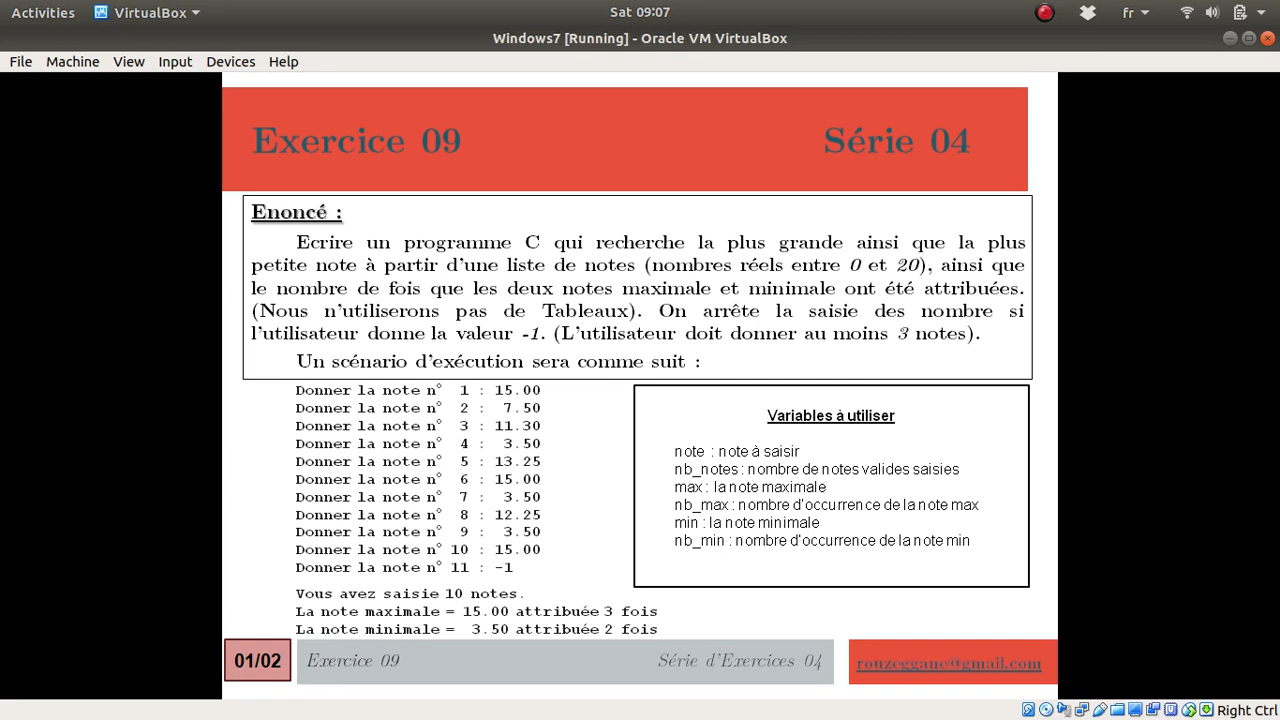 Activities VirtualBox Sat 09:07 fr
Windows7 [Running] - Oracle VM VirtualBox
File Machine View Input Devices Help
Exercice 09 Série 04
Enoncé :
Ecrire un programme C qui recherche la plus grande ainsi que la plus
petite note à partir d'une liste de notes (nombres réels entre 0 et 20), ainsi que
le nombre de fois que les deux notes maximale et minimale ont été attribuées.
(Nous n'utiliserons pas de Tableaux). On arrête la saisie des nombre si
l'utilisateur donne la valeur -1. (L'utilisateur doit donner au moins 3 notes).
Un scénario d'exécution sera comme suit :
Donner la note n° 1 : 15.00
Donner la note n° 2 : 7.50
Donner la note n° 3 : 11.30
Donner la note n° 4 : 3.50
Donner la note n° 5 : 13.25
Donner la note n° 6 : 15.00
Donner la note n° 7 : 3.50
Donner la note n° 8 : 12.25
Donner la note n° 9 : 3.50
Donner la note n° 10 : 15.00
Donner la note n° 11 : -1
Vous avez saisie 10 notes.
La note maximale = 15.00 attribuée 3 fois
La note minimale = 3.50 attribuée 2 fois
Variables à utiliser
note : note à saisir
nb_notes : nombre de notes valides saisies
max : la note maximale
nb_max : nombre d'occurrence de la note max
min : la note minimale
nb_min : nombre d'occurrence de la note min
01/02 Exercice 09 Série d'Exercices 04 rouzeggane@gmail.com
Right Ctrl